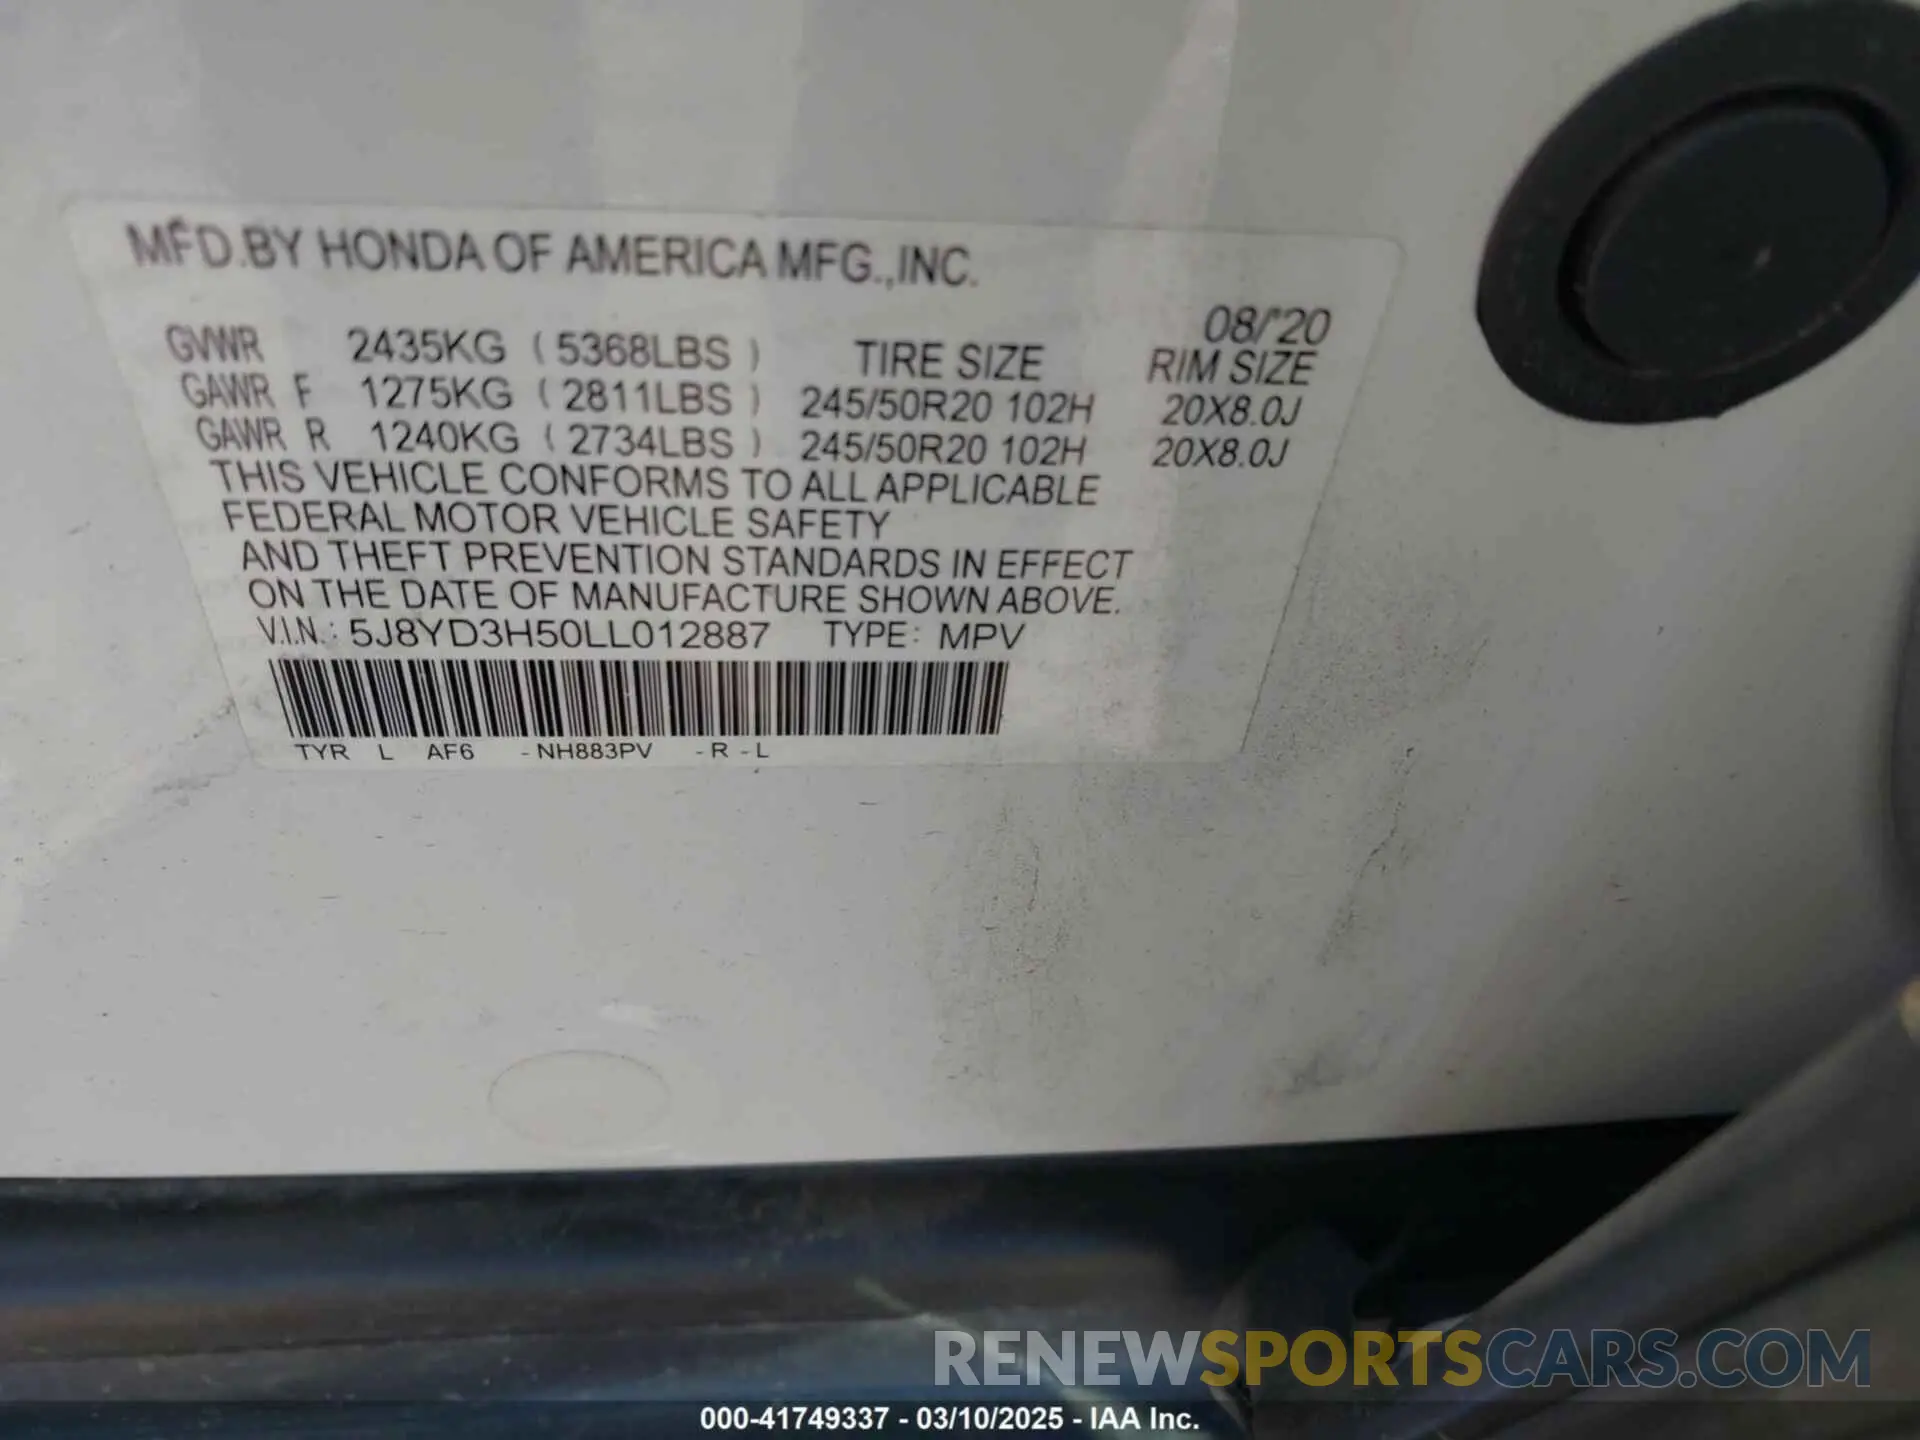 MFD.BY HONDA OF AMERICA MFG.,INC.
08/'20
GVWR 2435KG ( 5368LBS ) TIRE SIZE RIM SIZE
GAWR F 1275KG ( 2811LBS ) 245/50R20 102H 20X8.0J
GAWR R 1240KG ( 2734LBS ) 245/50R20 102H 20X8.0J
THIS VEHICLE CONFORMS TO ALL APPLICABLE
FEDERAL MOTOR VEHICLE SAFETY
AND THEFT PREVENTION STANDARDS IN EFFECT
ON THE DATE OF MANUFACTURE SHOWN ABOVE.
V.I.N.: 5J8YD3H50LL012887 TYPE: MPV
TYR L AF6 - NH883PV - R - L
RENEWSPORTSCARS.COM
000-41749337 - 03/10/2025 - IAA Inc.